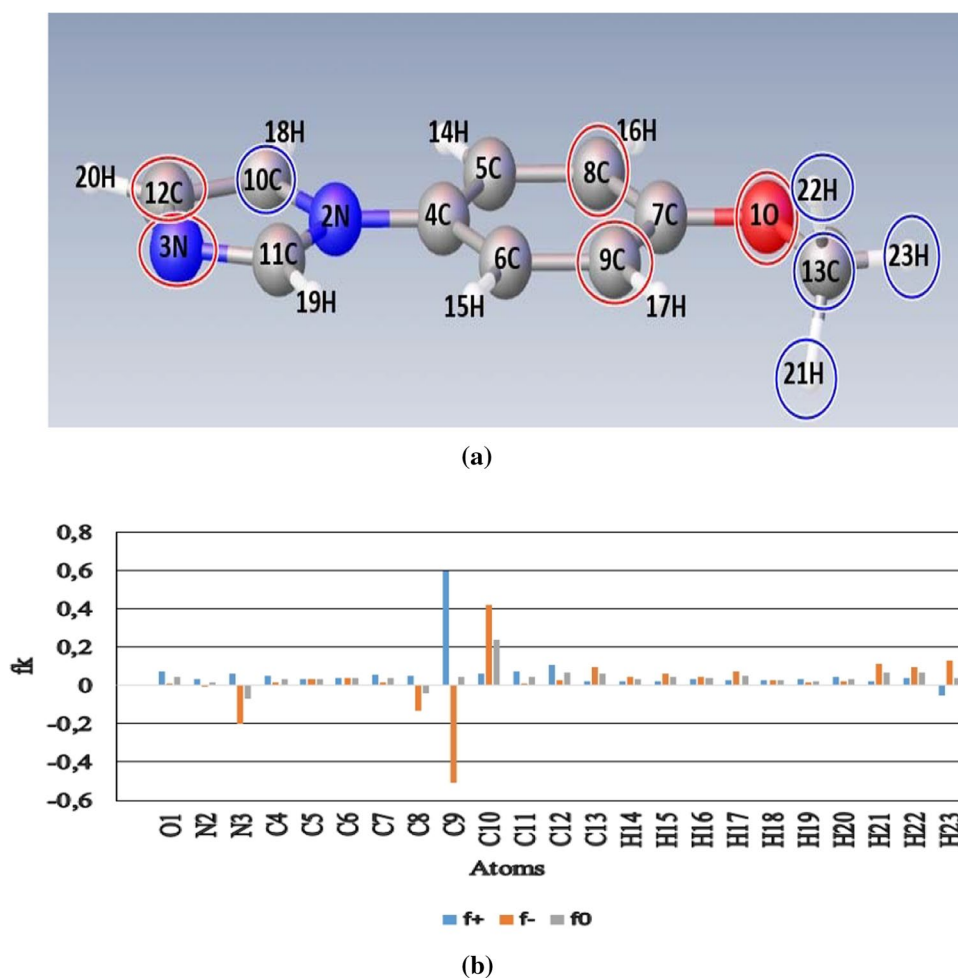 18H 14H 16H
20H 12C 10C 5C 8C 22H
2N 4C 7C 1O
3N 11C 6C 9C 13C 23H
19H 15H 17H
21H
(a)
0,8
0,6
0,4
0,2
0
-0,2
-0,4
-0,6
fk
O1 N2 N3 C4 C5 C6 C7 C8 C9 C10 C11 C12 C13 H14 H15 H16 H17 H18 H19 H20 H21 H22 H23
Atoms
f+ f- f0
(b)